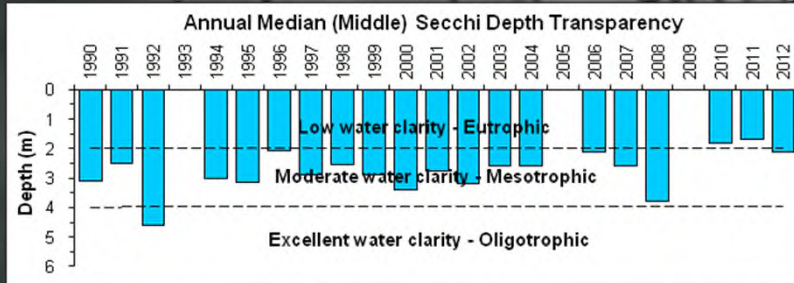 Annual Median (Middle) Secchi Depth Transparency
1990 1991 1992 1993 1994 1995 1996 1997 1998 1999 2000 2001 2002 2003 2004 2005 2006 2007 2008 2009 2010 2011 2012
Depth (m)
0
1
2
3
4
5
6
Low water clarity - Eutrophic
Moderate water clarity - Mesotrophic
Excellent water clarity - Oligotrophic